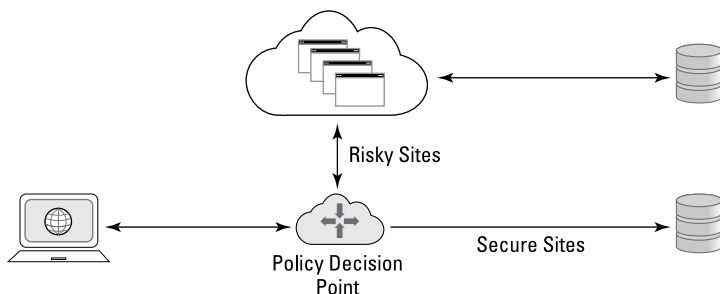 Risky Sites
Secure Sites
Policy Decision
Point